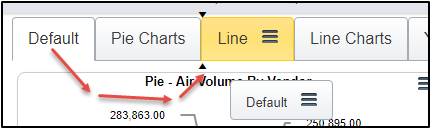 Default Pie Charts Line Line Charts Y
Pie - Air Volume By Vendor
Default
283,863.00 250,895.00